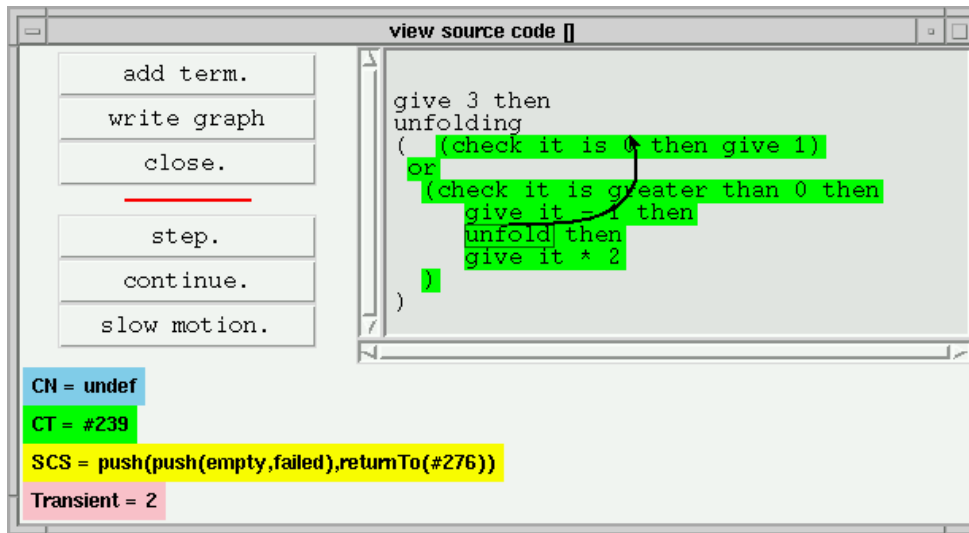 view source code []
add term.
write graph
close.
step.
continue.
slow motion.
give 3 then
unfolding
( (check it is 0 then give 1)
or
(check it is greater than 0 then
give it - 1 then
unfold then
give it * 2
)
)
CN = undef
CT = #239
SCS = push(push(empty,failed),returnTo(#276))
Transient = 2